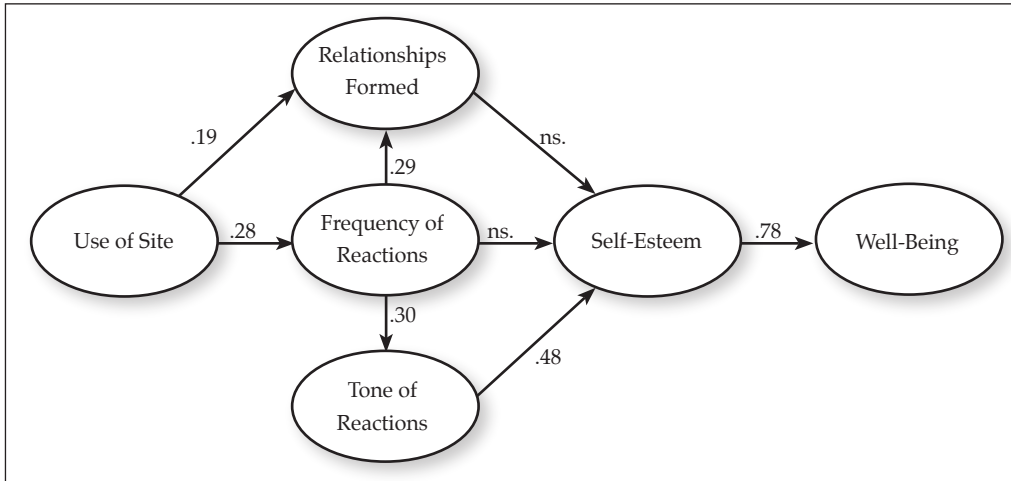 Relationships
Formed
.19
ns.
.29
Use of Site
.28
Frequency of
Reactions
ns.
Self-Esteem
.78
Well-Being
.30
.48
Tone of
Reactions